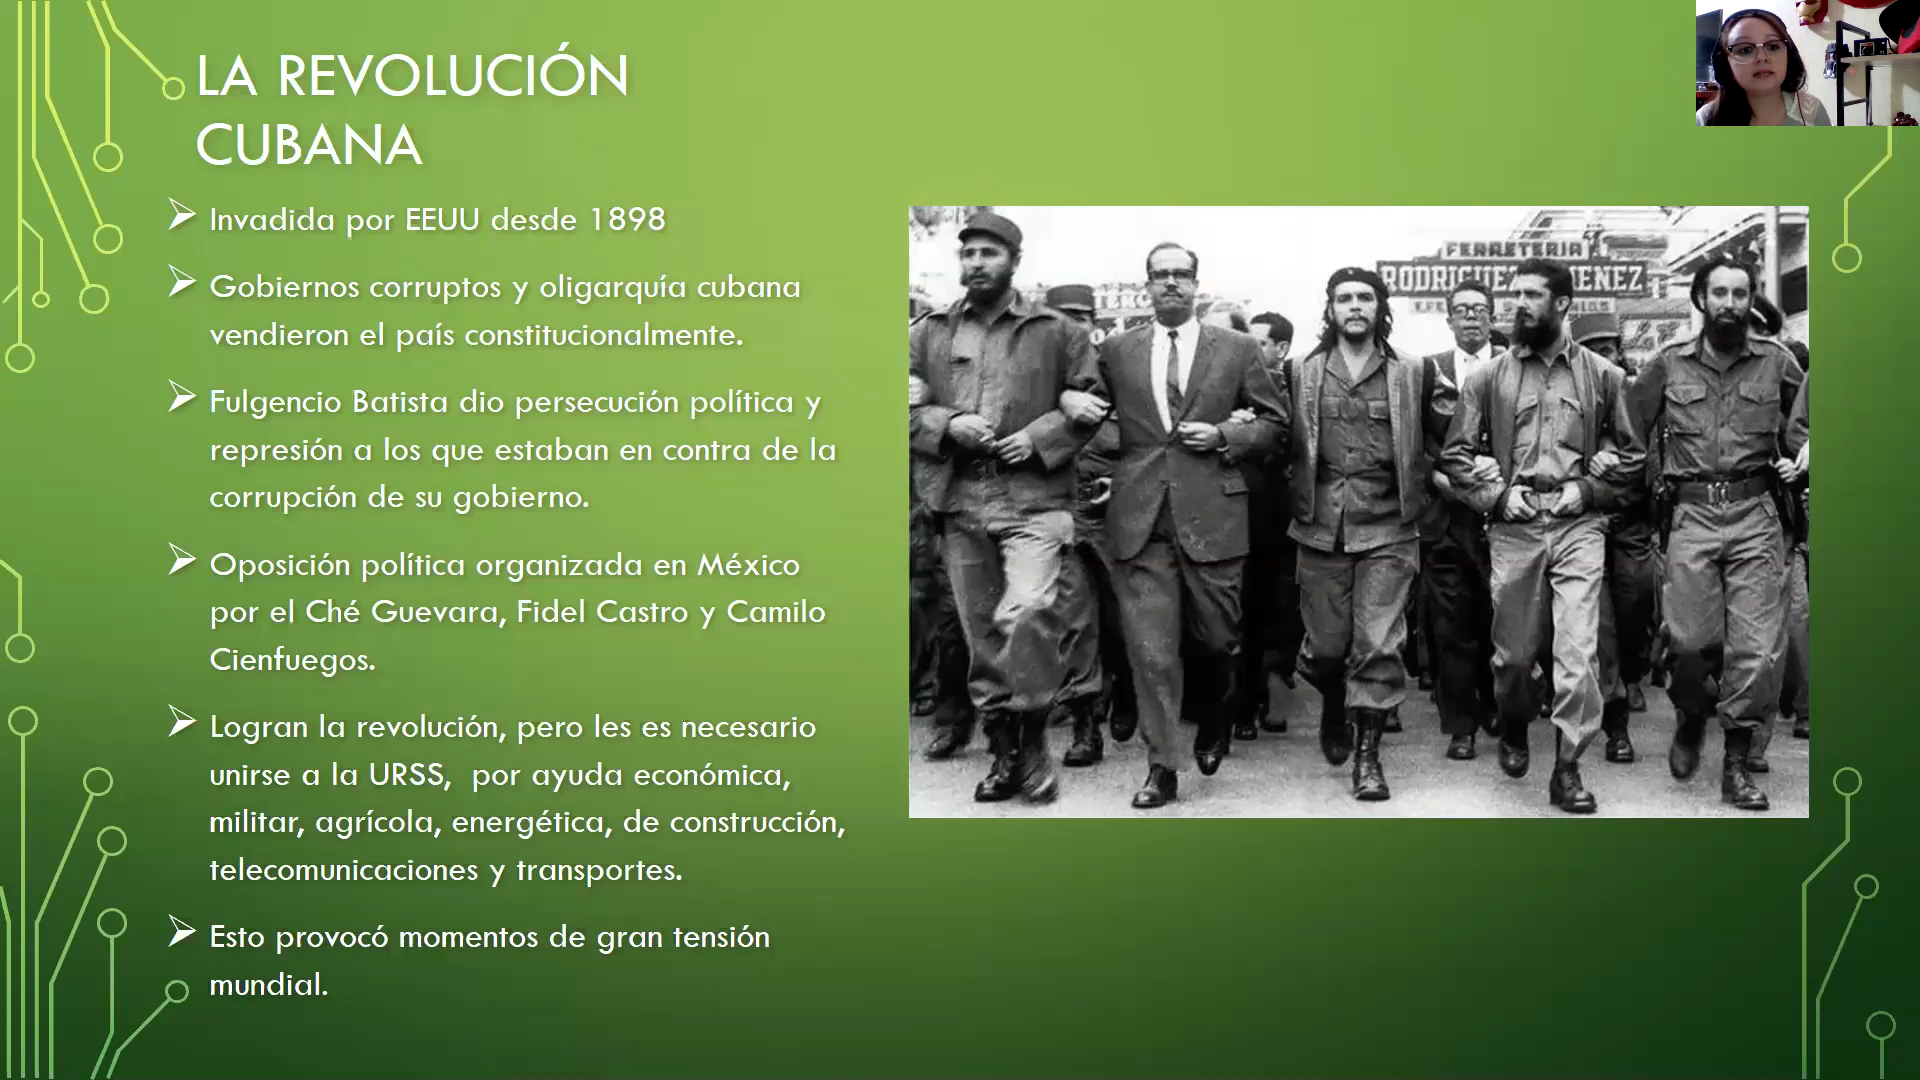 LA REVOLUCIÓN
CUBANA
Invadida por EEUU desde 1898
Gobiernos corruptos y oligarquía cubana
vendieron el país constitucionalmente.
Fulgencio Batista dio persecución política y
represión a los que estaban en contra de la
corrupción de su gobierno.
Oposición política organizada en México
por el Ché Guevara, Fidel Castro y Camilo
Cienfuegos.
Logran la revolución, pero les es necesario
unirse a la URSS, por ayuda económica,
militar, agrícola, energética, de construcción,
telecomunicaciones y transportes.
Esto provocó momentos de gran tensión
mundial.
FERRETERIA
RODRIGUEZ